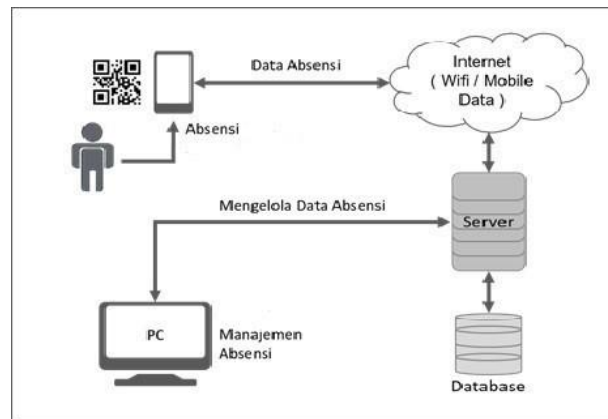 Data Absensi
Internet
( Wifi / Mobile
Data )
Absensi
Mengelola Data Absensi
Server
PC
Manajemen
Absensi
Database